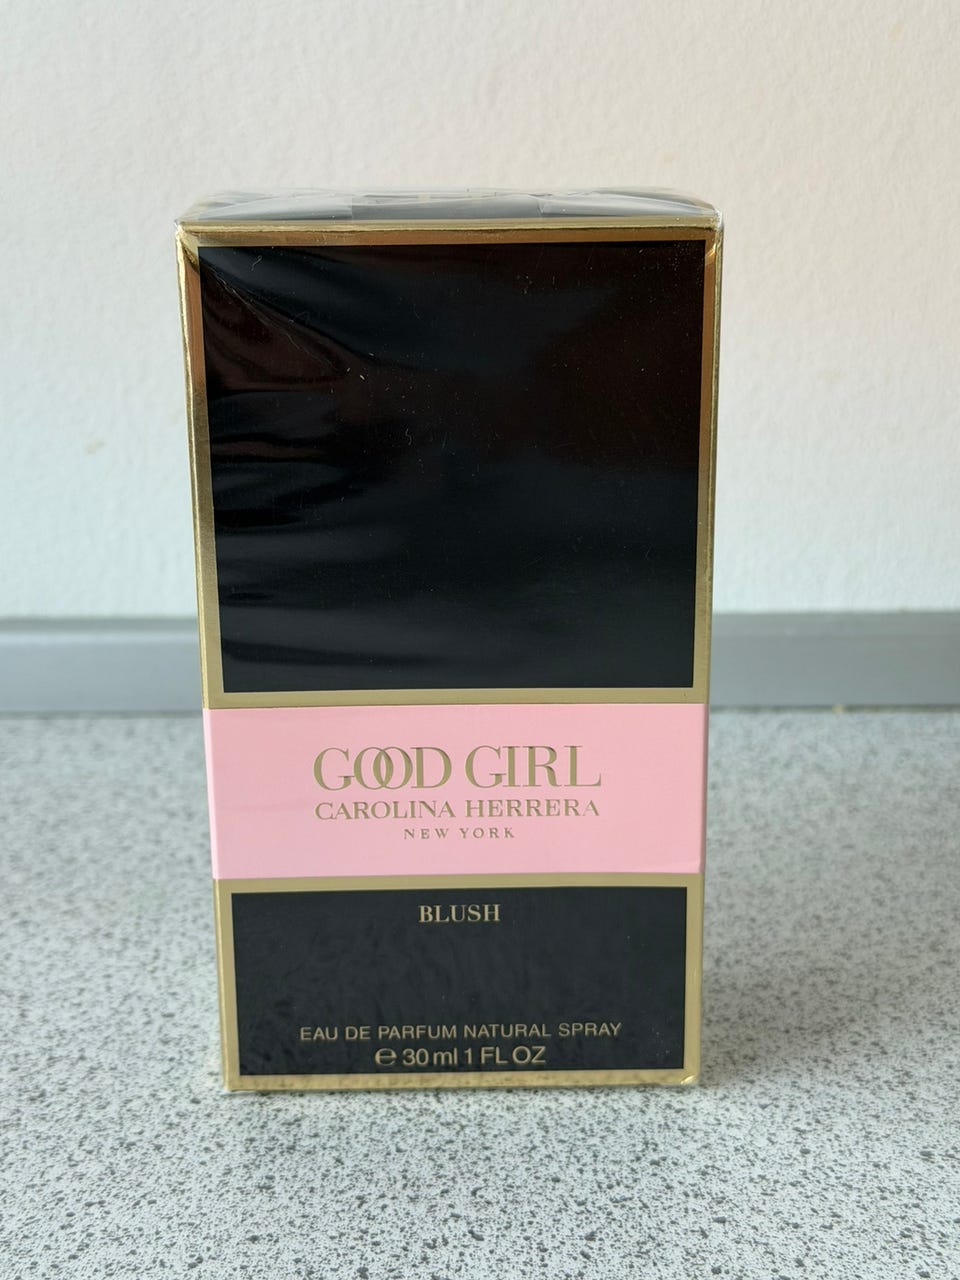 GOOD GIRL
CAROLINA HERRERA
NEW YORK
BLUSH
EAU DE PARFUM NATURAL SPRAY
℮ 30 ml 1 FL OZ